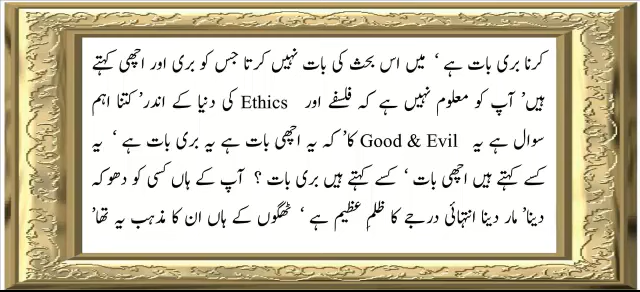 کرنا بری بات ہے ‘ میں اس بحث کی بات نہیں کرتا جس کو بری اور اچھی کہتے
ہیں’ آپ کو معلوم نہیں ہے کہ فلسفے اور Ethics کی دنیا کے اندر’ کتنا اہم
سوال ہے یہ Good & Evil کا’ کہ یہ اچھی بات ہے یہ بری بات ہے ‘ یہ
کسے کہتے ہیں اچھی بات ‘ کسے کہتے ہیں بری بات ؟ آپ کے ہاں کسی کو دھوکہ
دینا’ مار دینا انتہائی درجے کا ظلمِ عظیم ہے ‘ ٹھگوں کے ہاں ان کا مذہب یہ تھا’